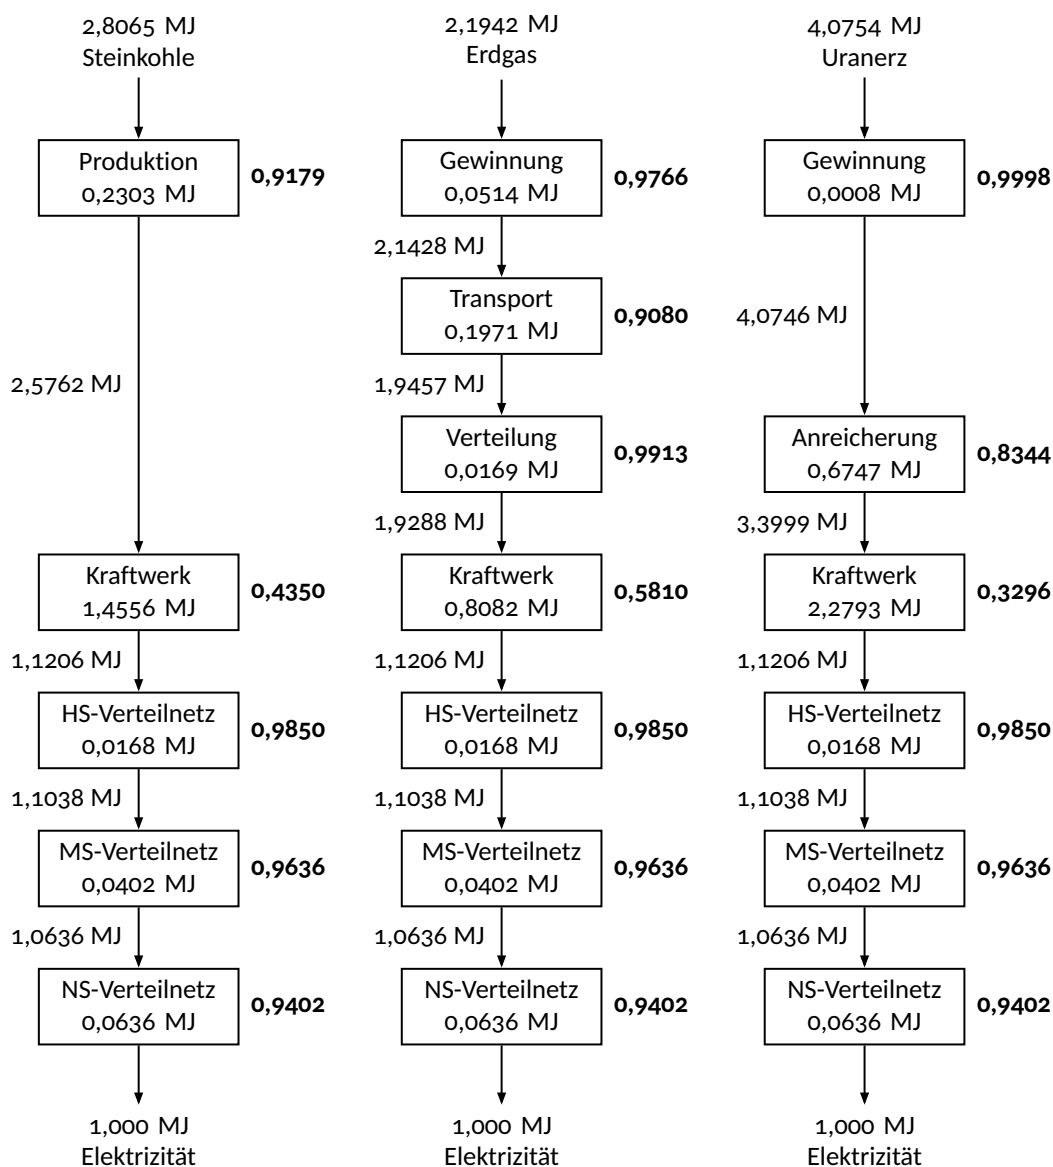 2,8065 MJ
Steinkohle
Produktion
0,2303 MJ
0,9179
2,5762 MJ
Kraftwerk
1,4556 MJ
0,4350
1,1206 MJ
HS-Verteilnetz
0,0168 MJ
0,9850
1,1038 MJ
MS-Verteilnetz
0,0402 MJ
0,9636
1,0636 MJ
NS-Verteilnetz
0,0636 MJ
0,9402
1,000 MJ
Elektrizität
2,1942 MJ
Erdgas
Gewinnung
0,0514 MJ
0,9766
2,1428 MJ
Transport
0,1971 MJ
0,9080
1,9457 MJ
Verteilung
0,0169 MJ
0,9913
1,9288 MJ
Kraftwerk
0,8082 MJ
0,5810
1,1206 MJ
HS-Verteilnetz
0,0168 MJ
0,9850
1,1038 MJ
MS-Verteilnetz
0,0402 MJ
0,9636
1,0636 MJ
NS-Verteilnetz
0,0636 MJ
0,9402
1,000 MJ
Elektrizität
4,0754 MJ
Uranerz
Gewinnung
0,0008 MJ
0,9998
4,0746 MJ
Anreicherung
0,6747 MJ
0,8344
3,3999 MJ
Kraftwerk
2,2793 MJ
0,3296
1,1206 MJ
HS-Verteilnetz
0,0168 MJ
0,9850
1,1038 MJ
MS-Verteilnetz
0,0402 MJ
0,9636
1,0636 MJ
NS-Verteilnetz
0,0636 MJ
0,9402
1,000 MJ
Elektrizität